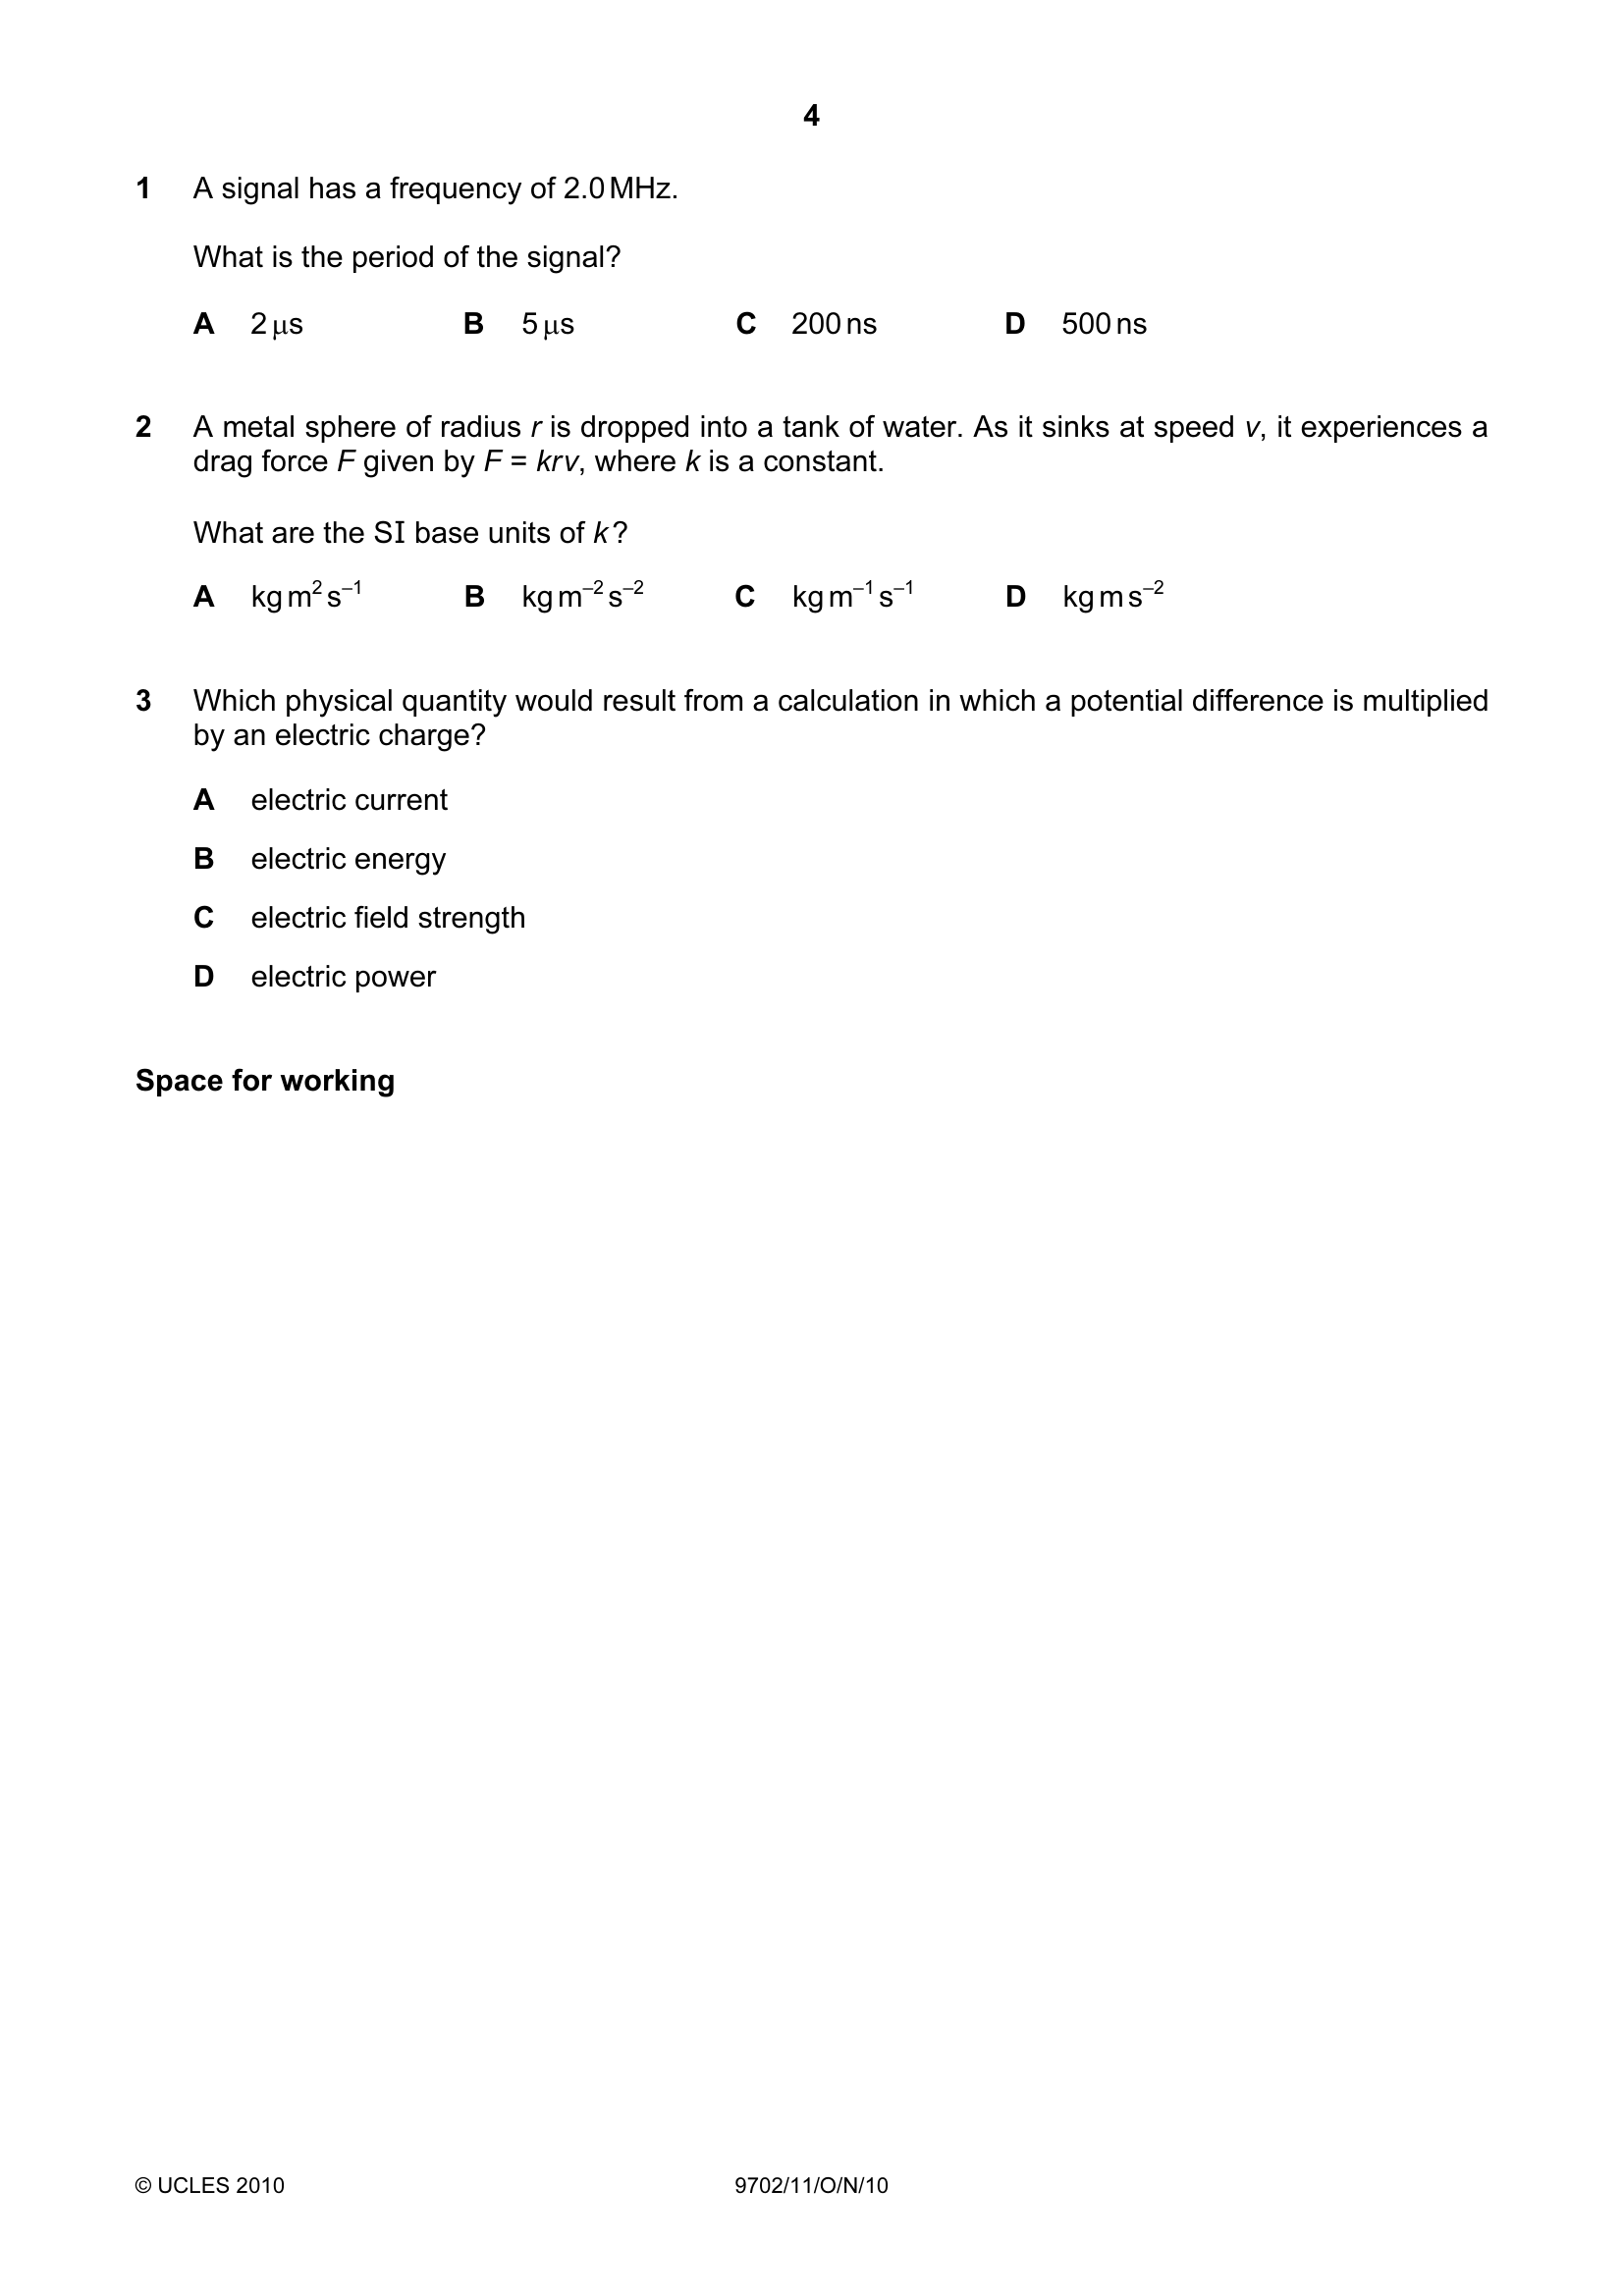 4
1 A signal has a frequency of 2.0 MHz.
What is the period of the signal?
A 2 μs B 5 μs C 200 ns D 500 ns
2 A metal sphere of radius r is dropped into a tank of water. As it sinks at speed v, it experiences a
drag force F given by F = krv, where k is a constant.
What are the SI base units of k?
A kg m² s⁻¹ B kg m⁻² s⁻² C kg m⁻¹ s⁻¹ D kg m s⁻²
3 Which physical quantity would result from a calculation in which a potential difference is multiplied
by an electric charge?
A electric current
B electric energy
C electric field strength
D electric power
Space for working
© UCLES 2010 9702/11/O/N/10